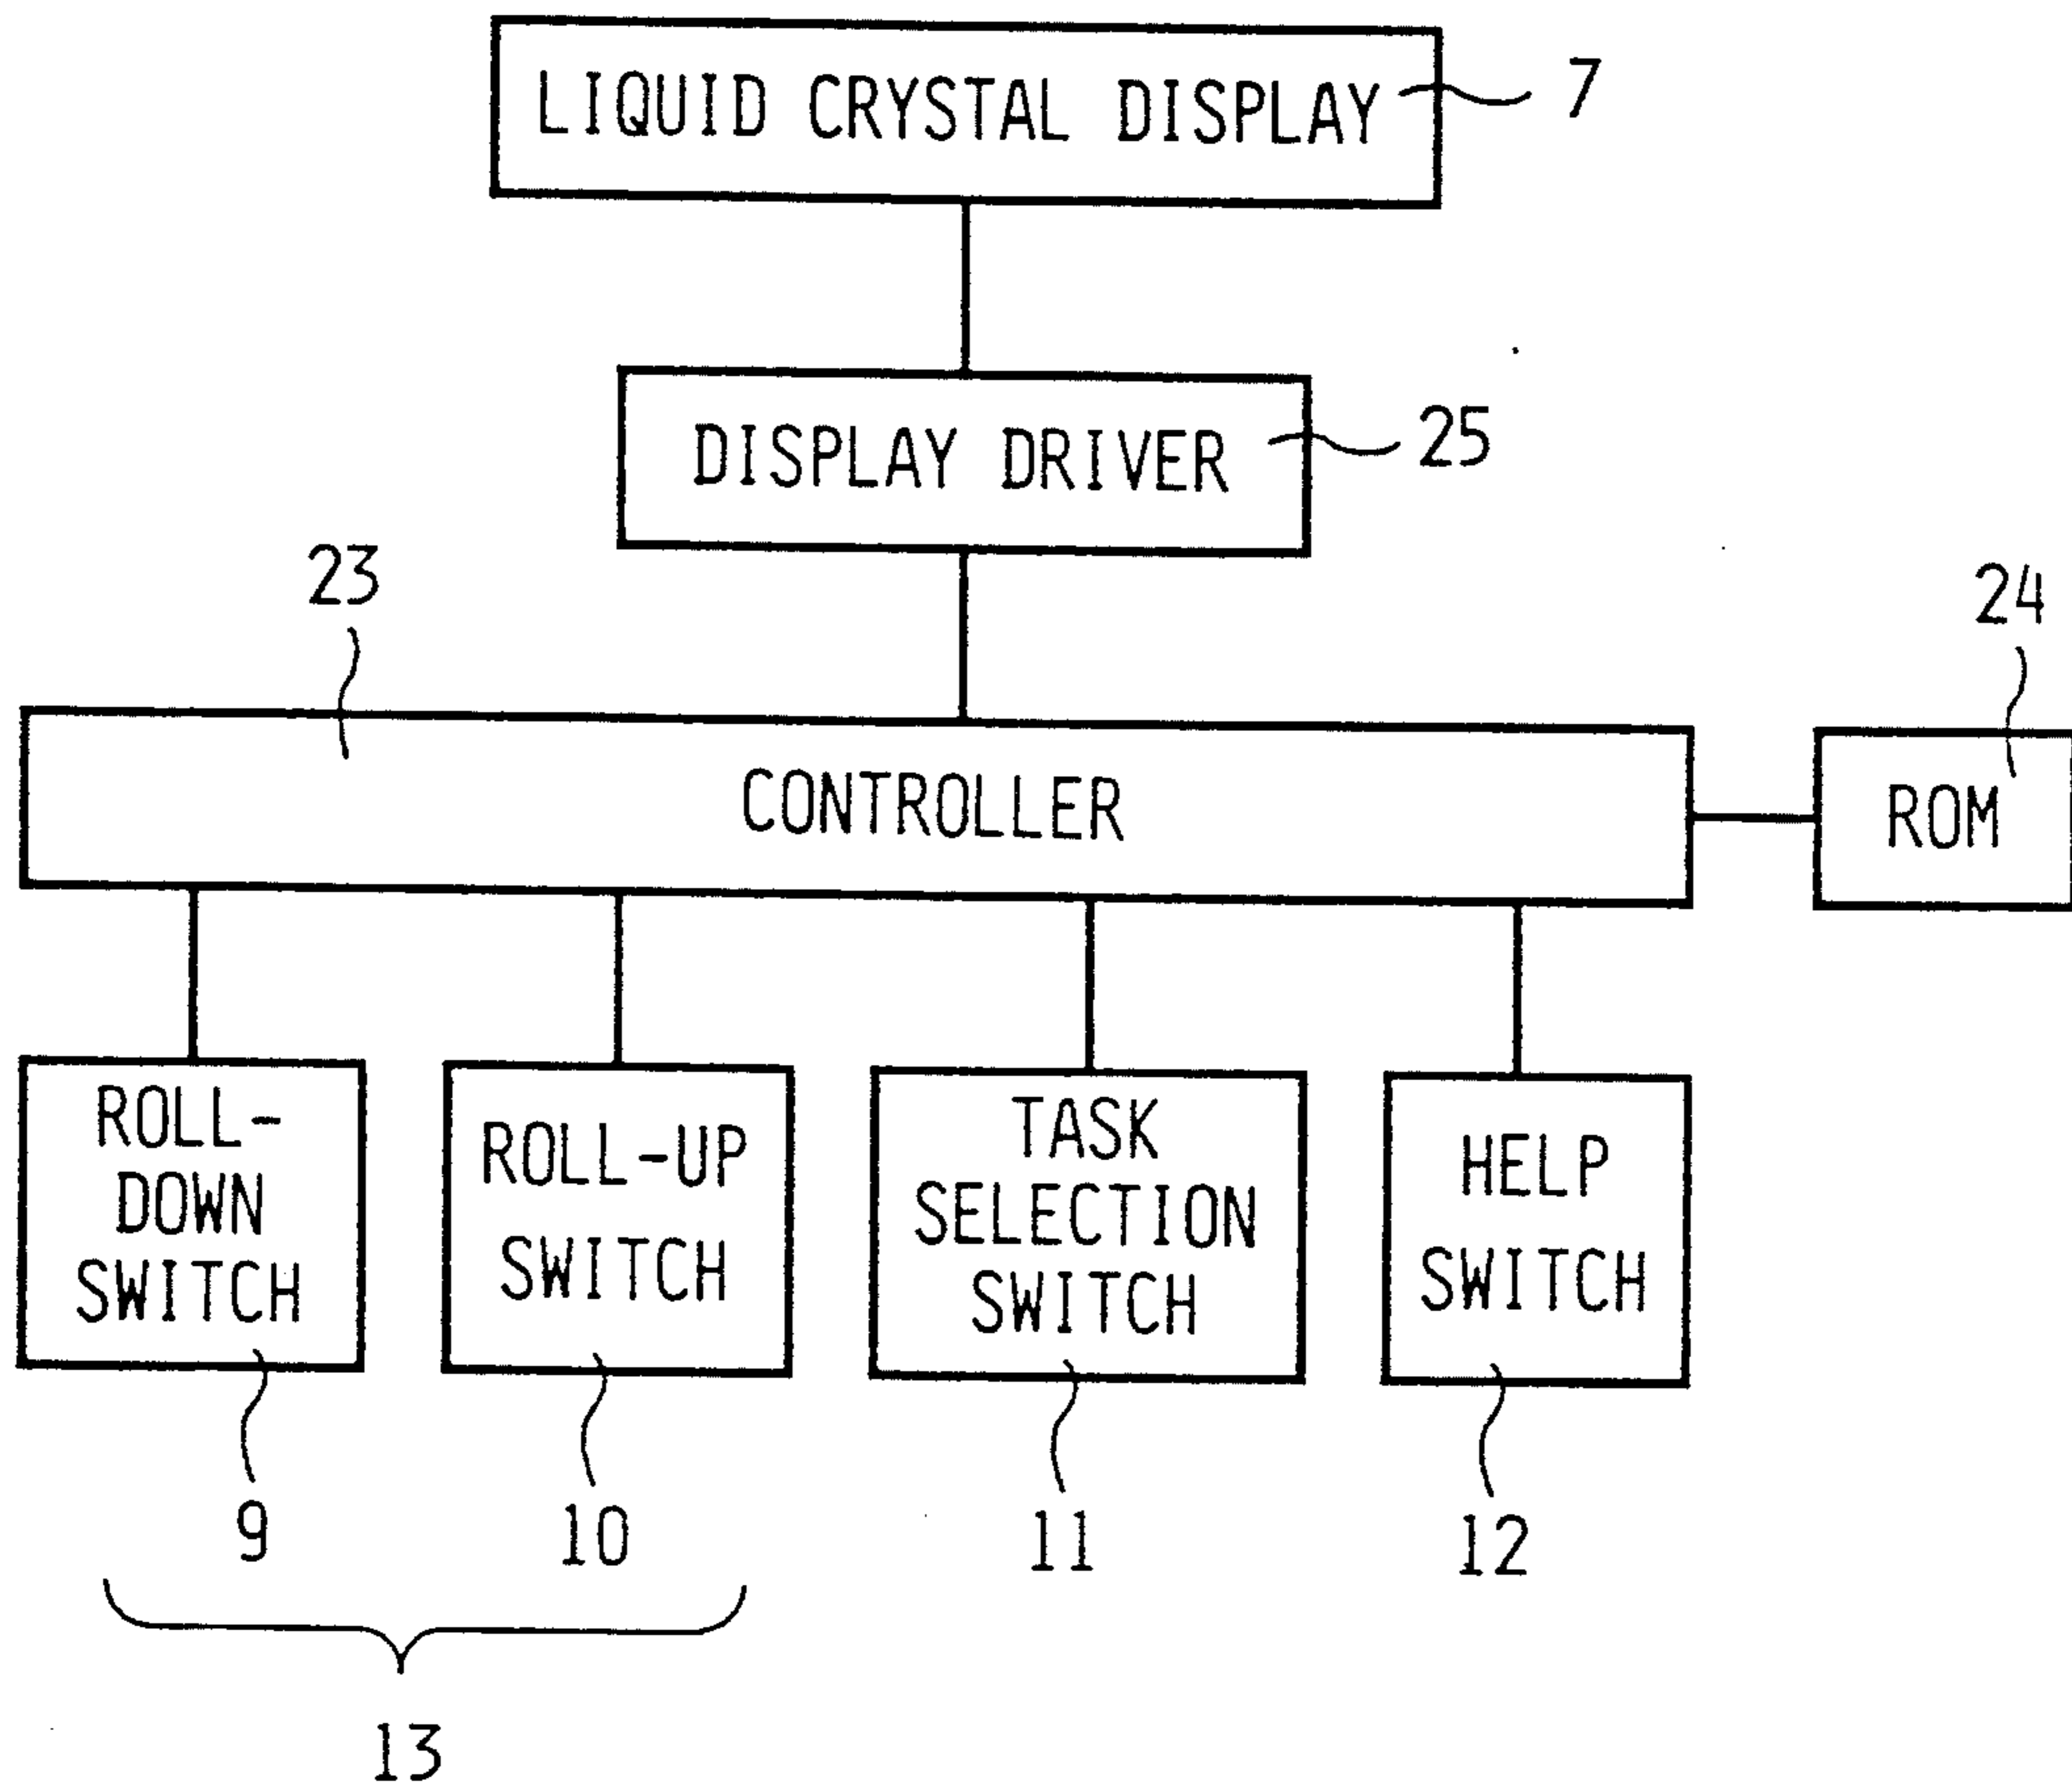 LIQUID CRYSTAL DISPLAY
7
DISPLAY DRIVER
25
23
24
CONTROLLER
ROM
ROLL-
DOWN
SWITCH
ROLL-UP
SWITCH
TASK
SELECTION
SWITCH
HELP
SWITCH
9
10
11
12
13